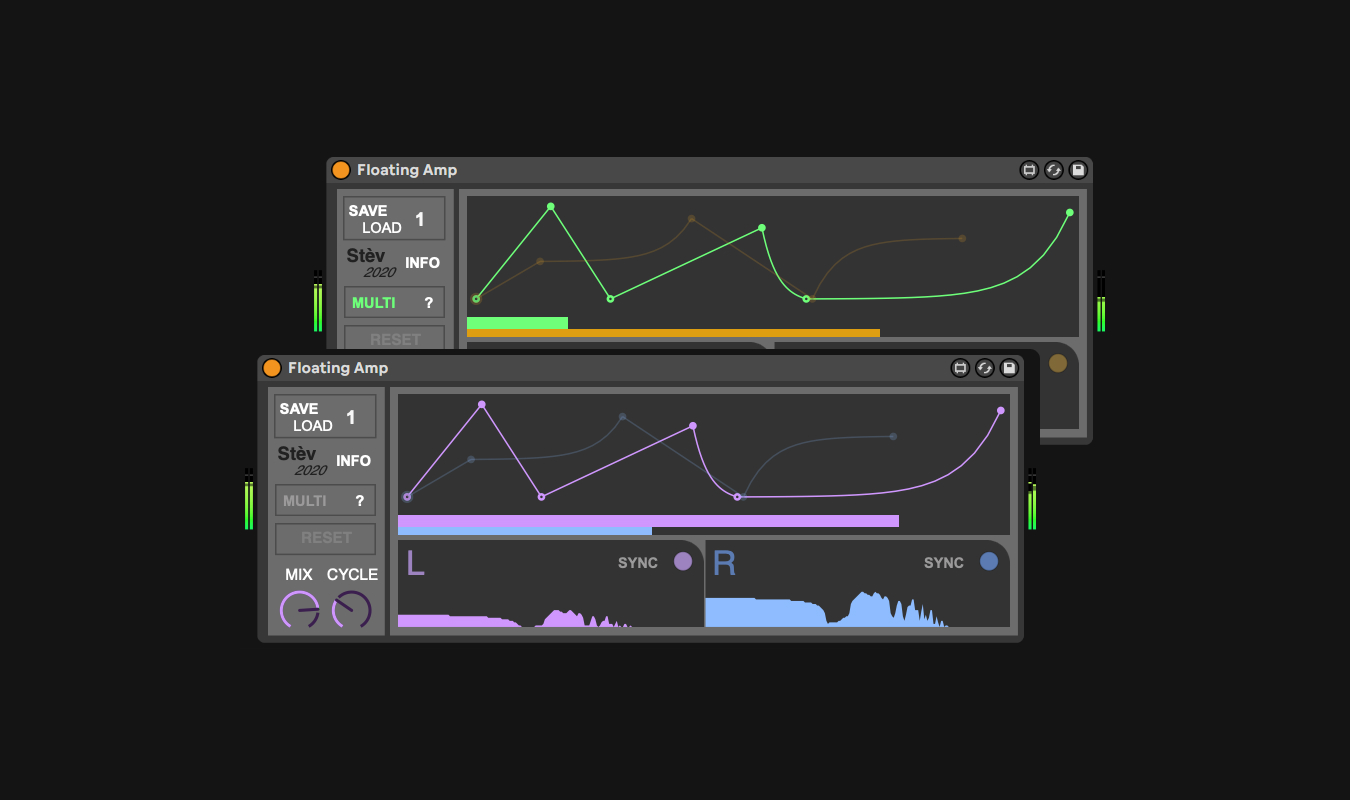 Floating Amp
SAVE
LOAD 1
Stèv
2020 INFO
MULTI ?
RESET
Floating Amp
SAVE
LOAD 1
Stèv
2020 INFO
MULTI ?
RESET
MIX CYCLE
L SYNC
R SYNC